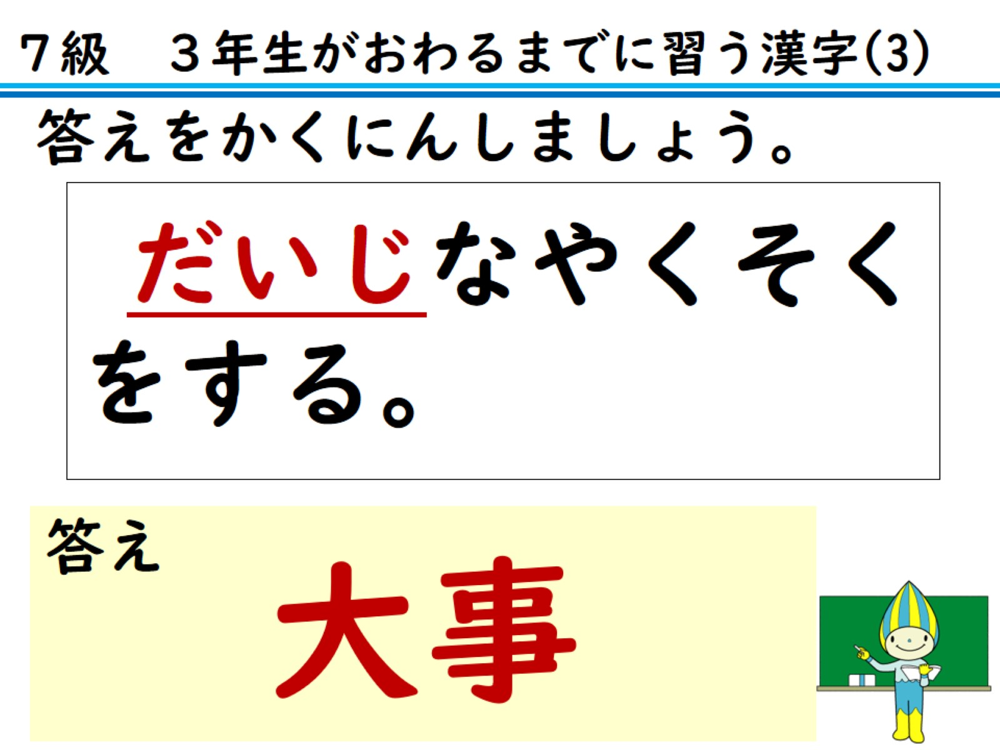 ７級　３年生がおわるまでに習う漢字(3)
答えをかくにんしましょう。
だいじなやくそく
をする。
答え
大事